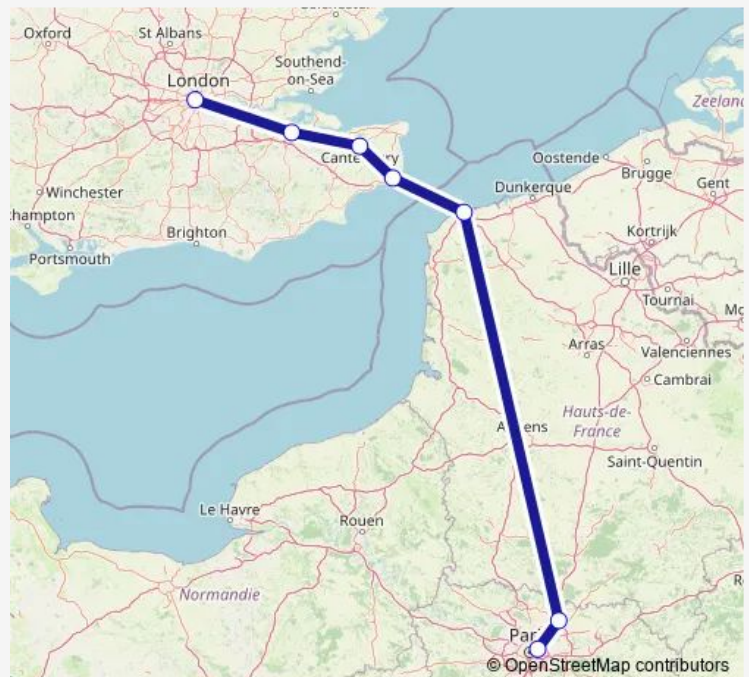 Oxford
St Albans
Southend-
on-Sea
London
Zeeland
Oostende
Brugge
Gent
Dunkerque
Winchester
hampton
Brighton
Portsmouth
Kortrijk
Lille
Tournai
Mo
Arras
Valenciennes
Cambrai
Hauts-de-
France
Saint-Quentin
Le Havre
Rouen
Normandie
R
© OpenStreetMap contributors